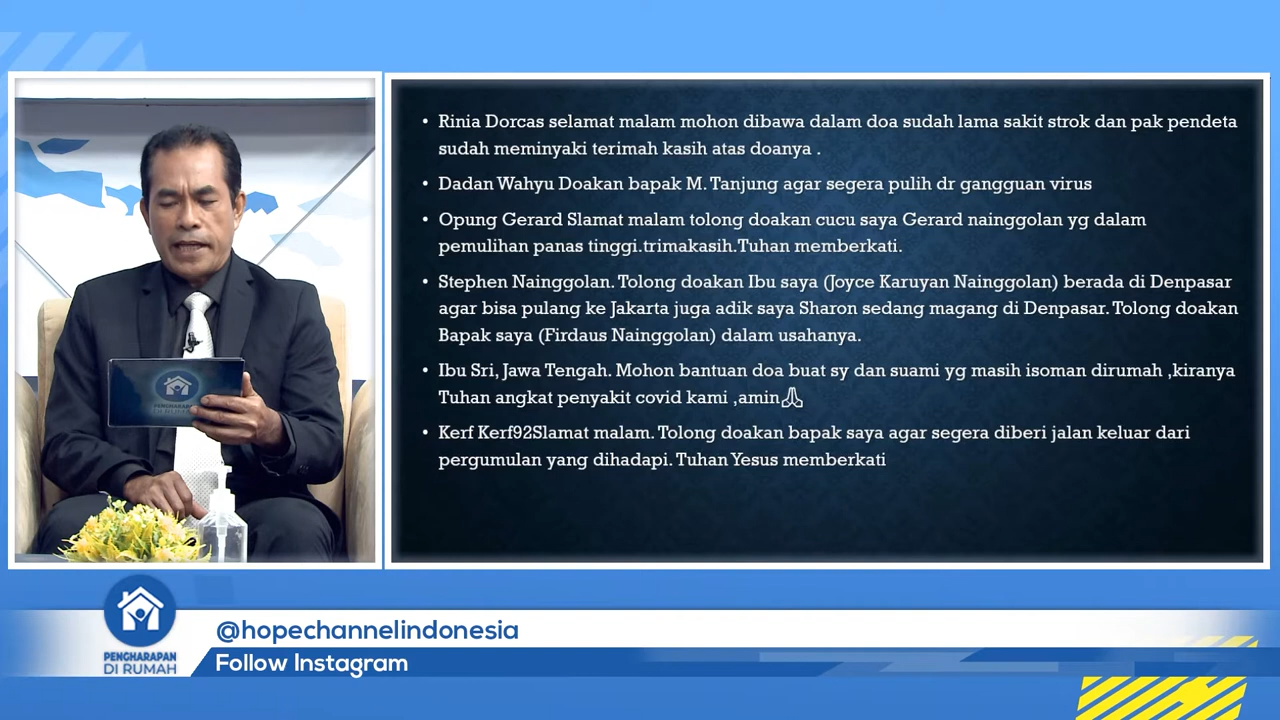 • Rinia Dorcas selamat malam mohon dibawa dalam doa sudah lama sakit strok dan pak pendeta
sudah meminyaki terimah kasih atas doanya .
• Dadan Wahyu Doakan bapak M. Tanjung agar segera pulih dr gangguan virus
• Opung Gerard Slamat malam tolong doakan cucu saya Gerard nainggolan yg dalam
pemulihan panas tinggi.trimakasih.Tuhan memberkati.
• Stephen Nainggolan. Tolong doakan Ibu saya (Joyce Karuyan Nainggolan) berada di Denpasar
agar bisa pulang ke Jakarta juga adik saya Sharon sedang magang di Denpasar. Tolong doakan
Bapak saya (Firdaus Nainggolan) dalam usahanya.
• Ibu Sri, Jawa Tengah. Mohon bantuan doa buat sy dan suami yg masih isoman dirumah ,kiranya
Tuhan angkat penyakit covid kami ,amin🙏
• Kerf Kerf92Slamat malam. Tolong doakan bapak saya agar segera diberi jalan keluar dari
pergumulan yang dihadapi. Tuhan Yesus memberkati
PENGHARAPAN
DI RUMAH
@hopechannelindonesia
Follow Instagram
PENGHARAPAN
DI RUMAH